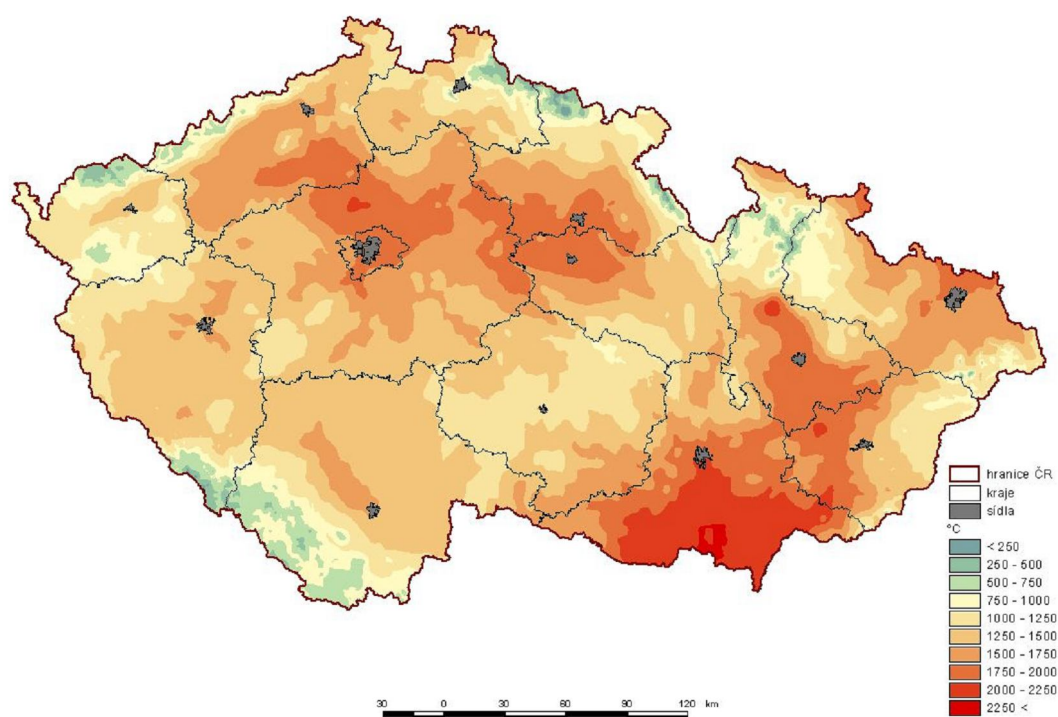 hranice ČR
kraje
sídla
°C
< 250
250 - 500
500 - 750
750 - 1000
1000 - 1250
1250 - 1500
1500 - 1750
1750 - 2000
2000 - 2250
2250 <
30 0 30 60 90 120 km